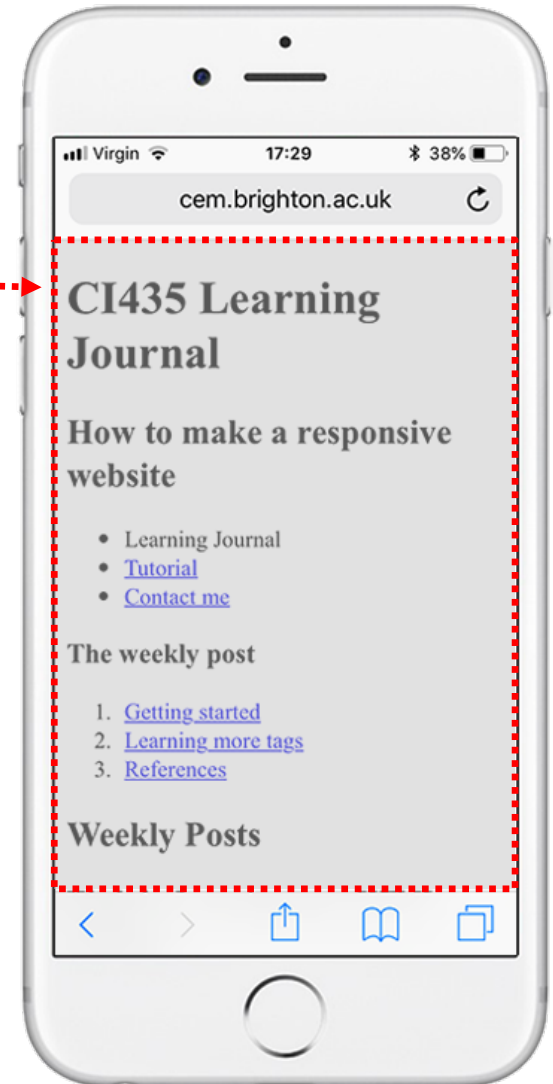 Virgin 17:29 38%
cem.brighton.ac.uk
CI435 Learning
Journal
How to make a responsive
website
Learning Journal
Tutorial
Contact me
The weekly post
1. Getting started
2. Learning more tags
3. References
Weekly Posts